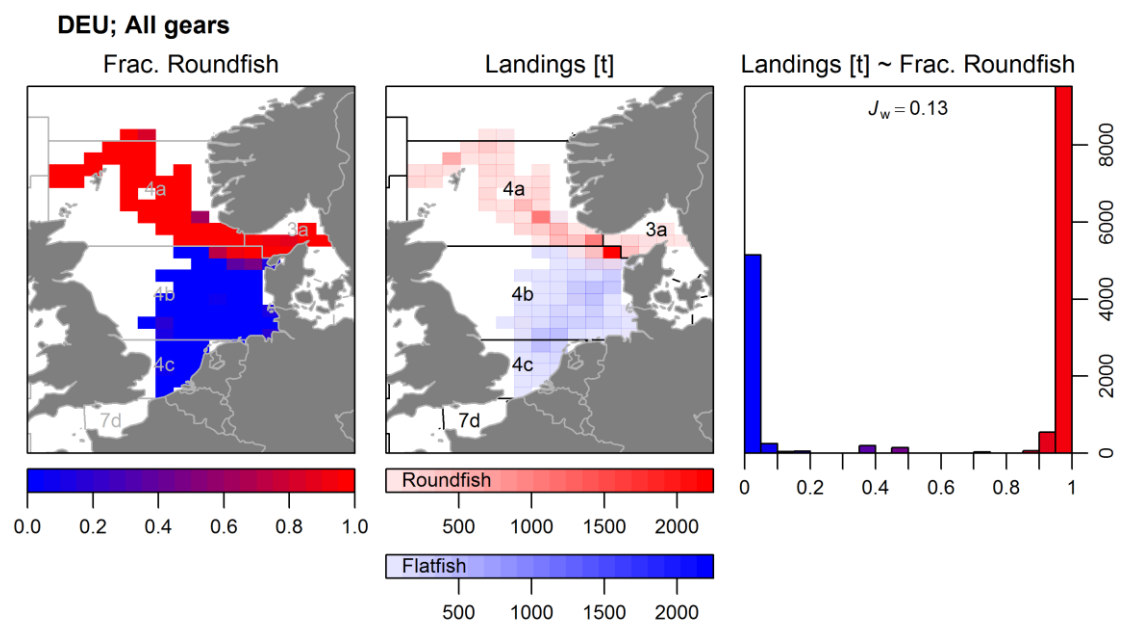 DEU; All gears
Frac. Roundfish
4a
3a
4b
4c
7d
0.0 0.2 0.4 0.6 0.8 1.0
Landings [t]
4a
3a
4b
4c
7d
Roundfish
500 1000 1500 2000
Flatfish
500 1000 1500 2000
Landings [t] ~ Frac. Roundfish
Jw = 0.13
8000
6000
4000
2000
0
0 0.2 0.4 0.6 0.8 1